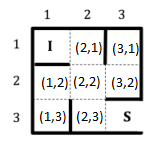 1 2 3
1 I (2,1) (3,1)
2 (1,2) (2,2) (3,2)
3 (1,3) (2,3) S